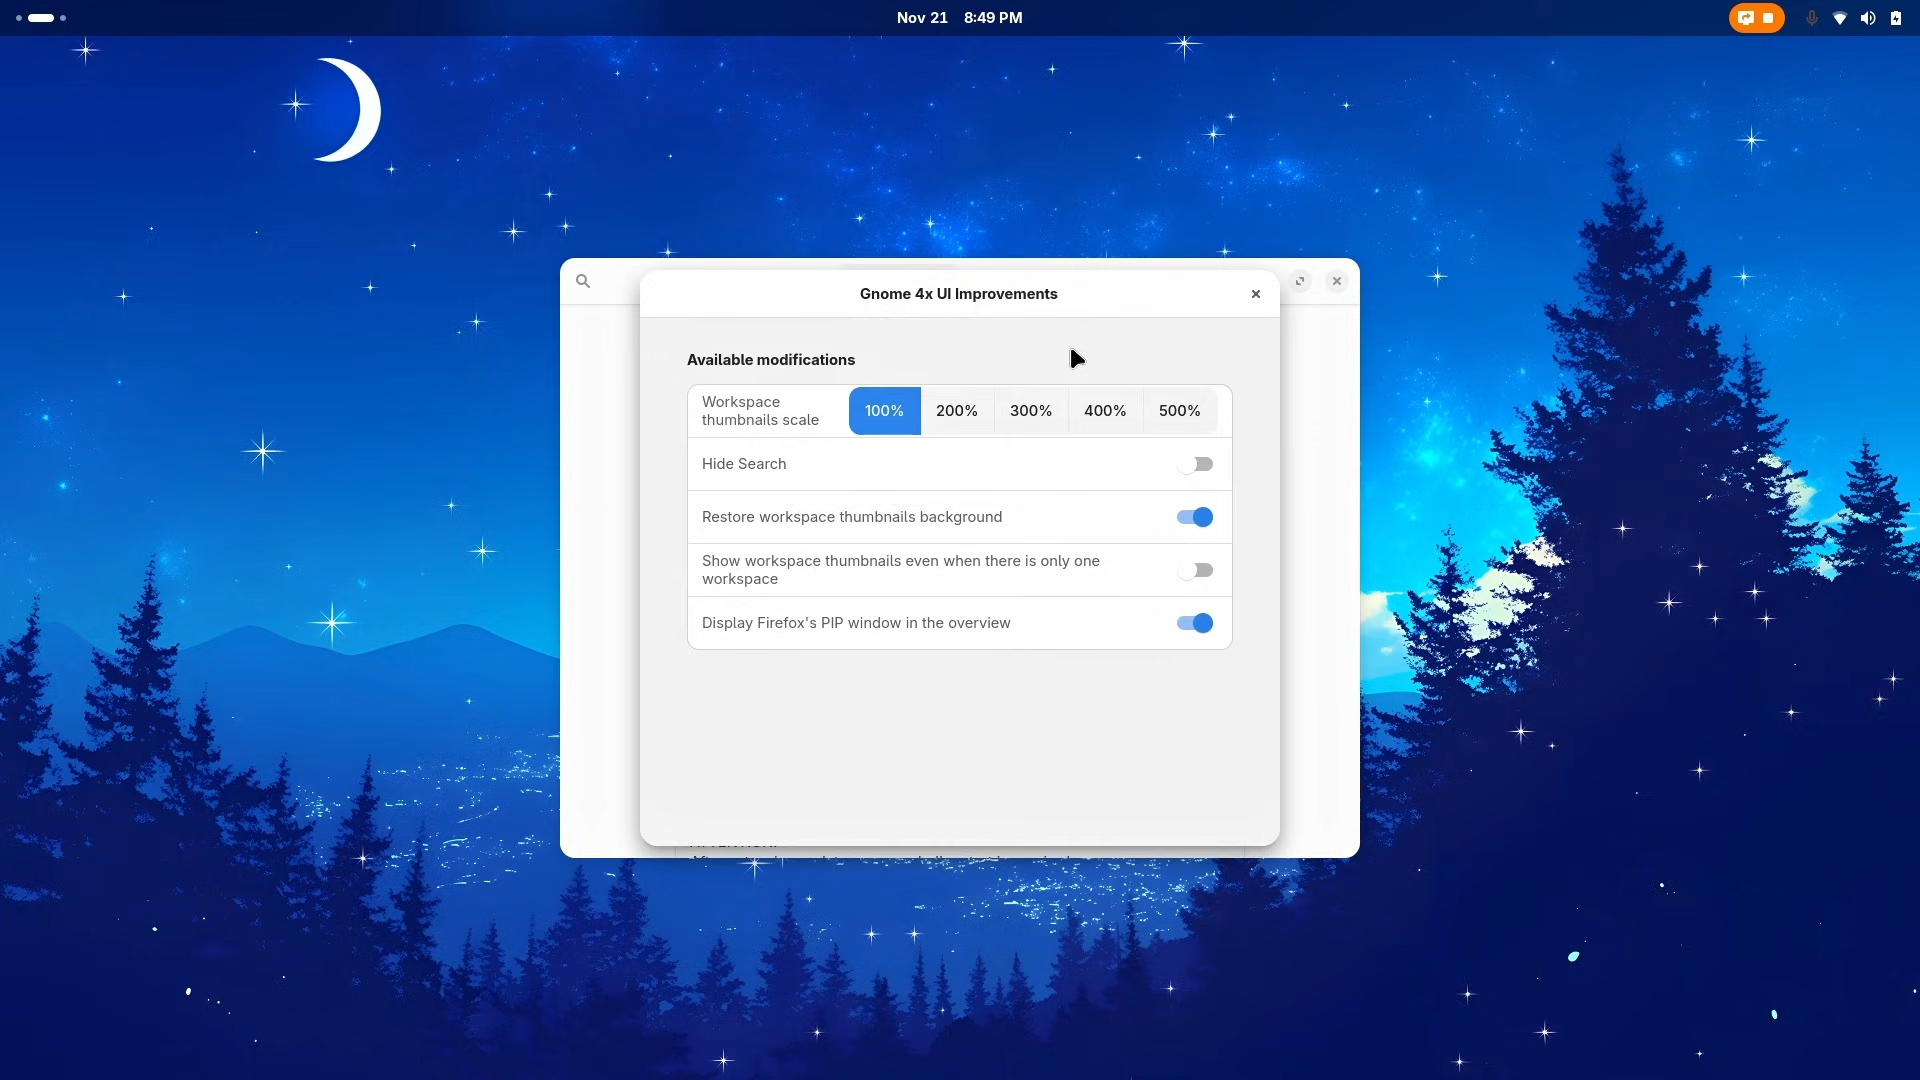 Nov 21 8:49 PM
Gnome 4x UI Improvements
Available modifications
Workspace
thumbnails scale
100% 200% 300% 400% 500%
Hide Search
Restore workspace thumbnails background
Show workspace thumbnails even when there is only one
workspace
Display Firefox's PIP window in the overview